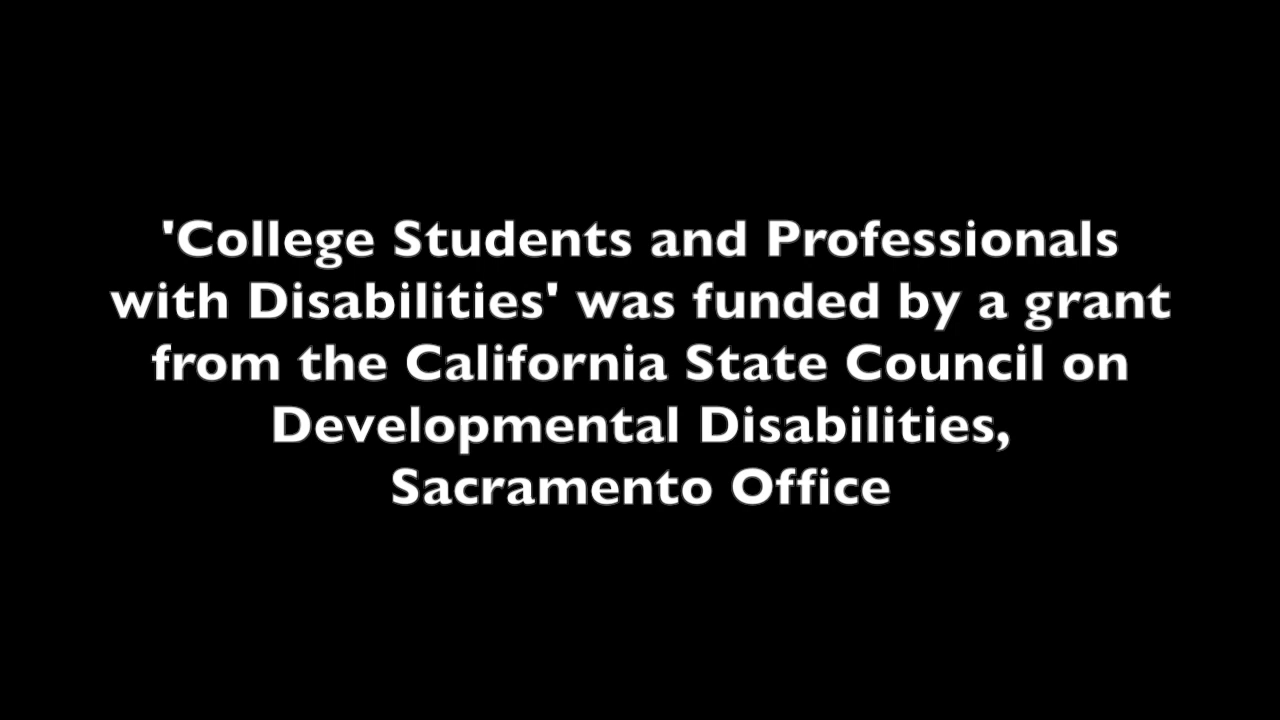 'College Students and Professionals
with Disabilities' was funded by a grant
from the California State Council on
Developmental Disabilities,
Sacramento Office